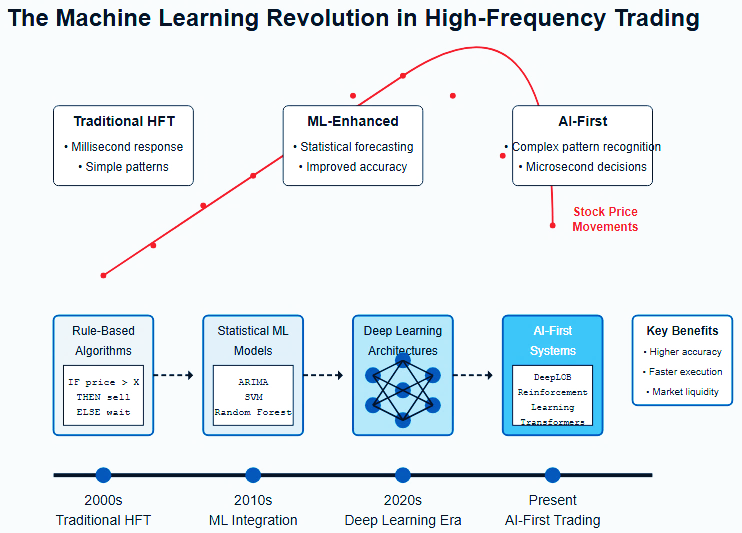 The Machine Learning Revolution in High-Frequency Trading
Traditional HFT
• Millisecond response
• Simple patterns
ML-Enhanced
• Statistical forecasting
• Improved accuracy
AI-First
• Complex pattern recognition
• Microsecond decisions
Stock Price
Movements
Rule-Based
Algorithms
IF price > X
THEN sell
ELSE wait
Statistical ML
Models
ARIMA
SVM
Random Forest
Deep Learning
Architectures
AI-First
Systems
DeepLOB
Reinforcement
Learning
Transformers
Key Benefits
• Higher accuracy
• Faster execution
• Market liquidity
2000s
Traditional HFT
2010s
ML Integration
2020s
Deep Learning Era
Present
AI-First Trading